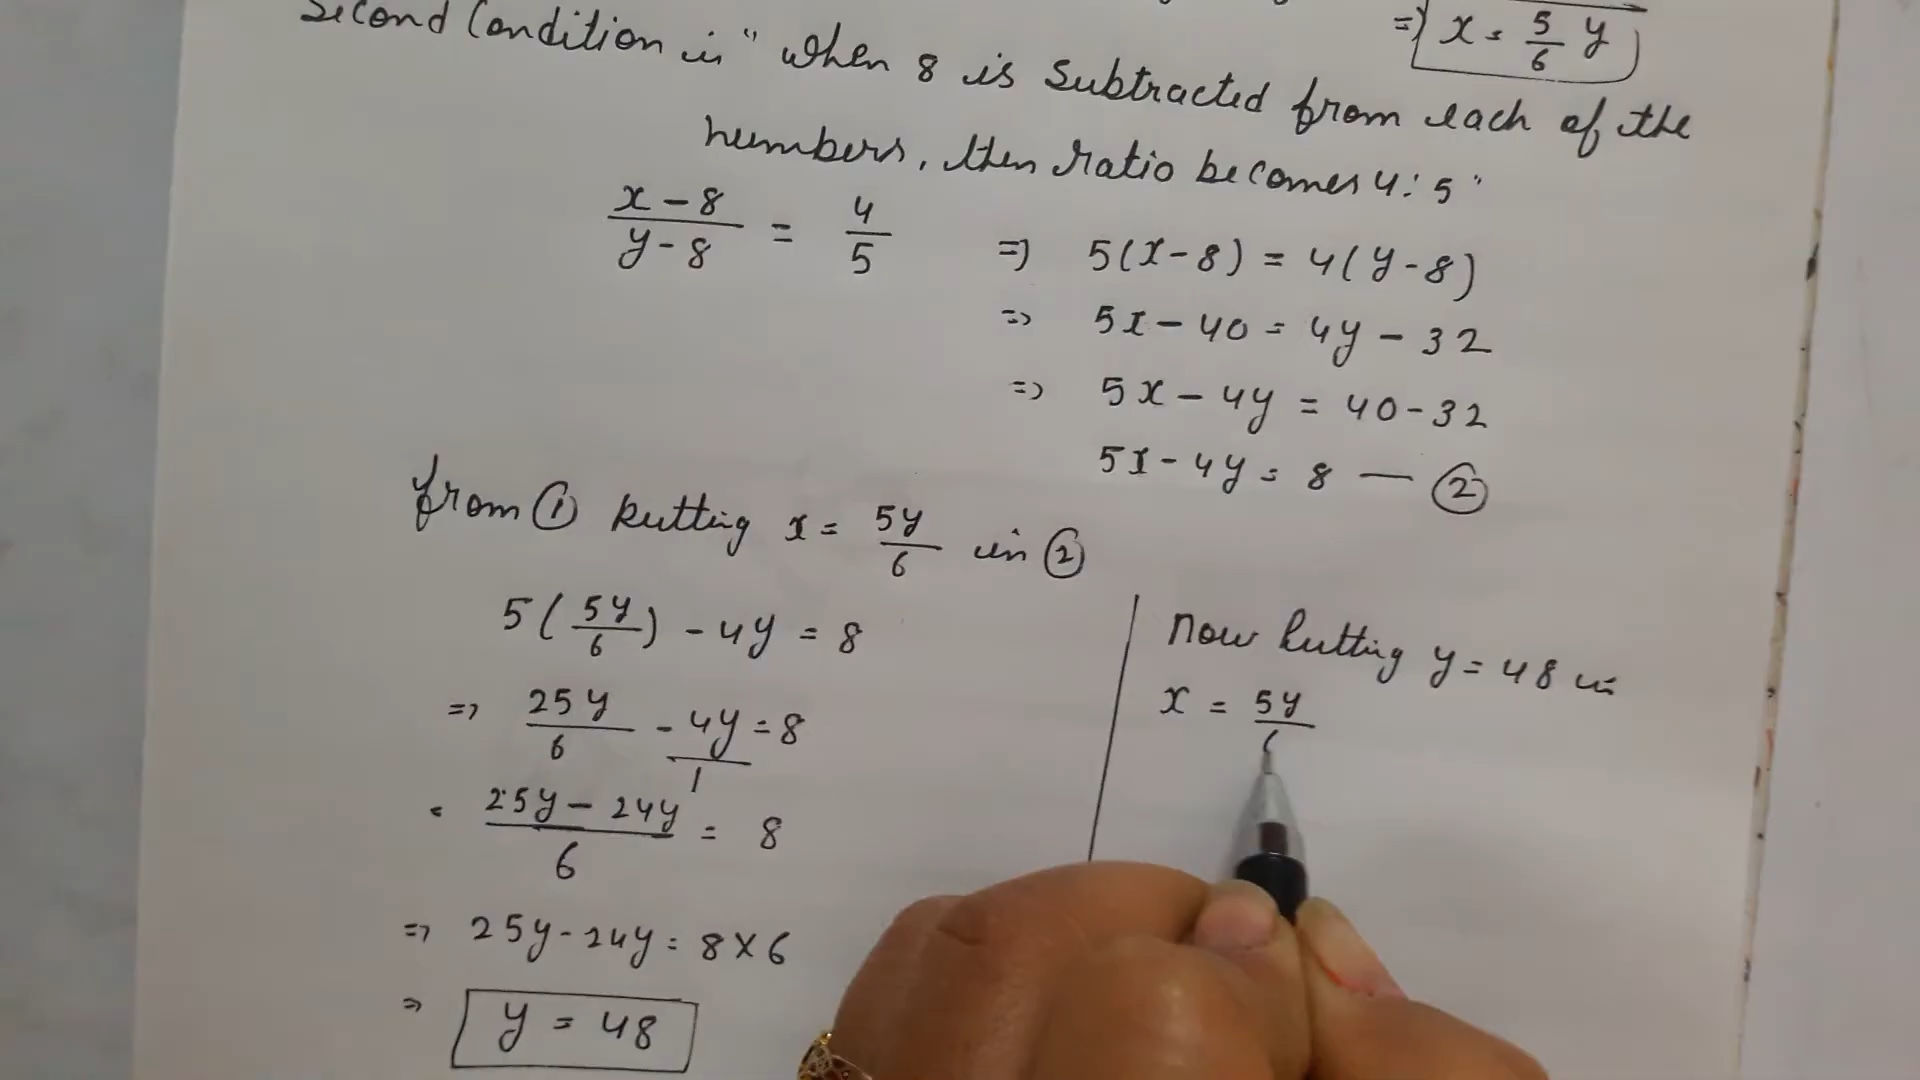 =) x = 5/6 y
Second Condition is " when 8 is subtracted from each of the
numbers, then ratio becomes 4:5"
x-8/y-8 = 4/5 =) 5(x-8) = 4(y-8)
=> 5x-40 = 4y-32
=> 5x-4y = 40-32
5x-4y = 8 — ②
from ① putting x = 5y/6 in ②
5(5y/6) - 4y = 8
=> 25y/6 - 4y/1 = 8
= 25y-24y/6 = 8
=> 25y-24y = 8x6
=> y = 48
Now putting y = 48 in
x = 5y/